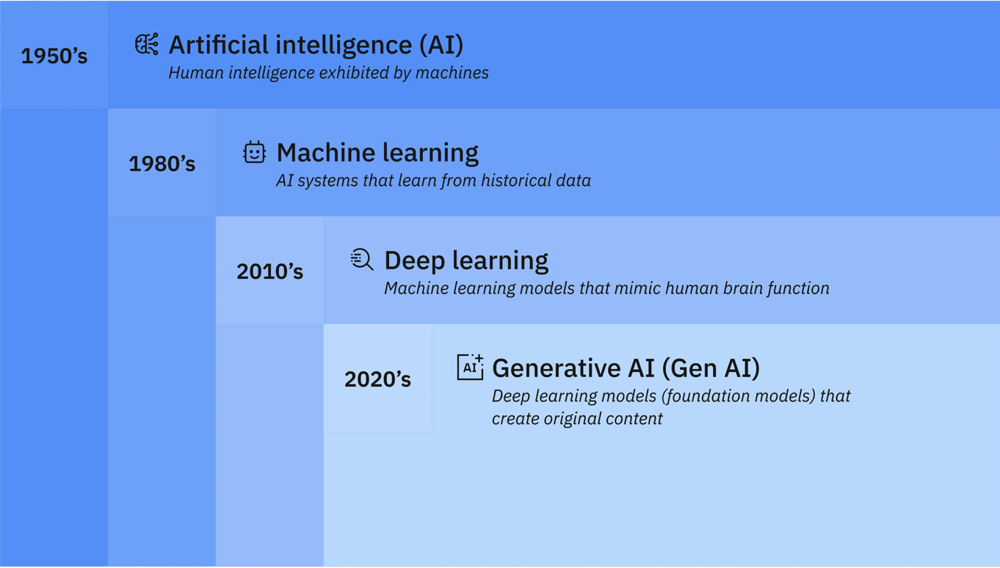 1950’s
Artificial intelligence (AI)
Human intelligence exhibited by machines
1980’s
Machine learning
AI systems that learn from historical data
2010’s
Deep learning
Machine learning models that mimic human brain function
2020’s
AI
Generative AI (Gen AI)
Deep learning models (foundation models) that
create original content